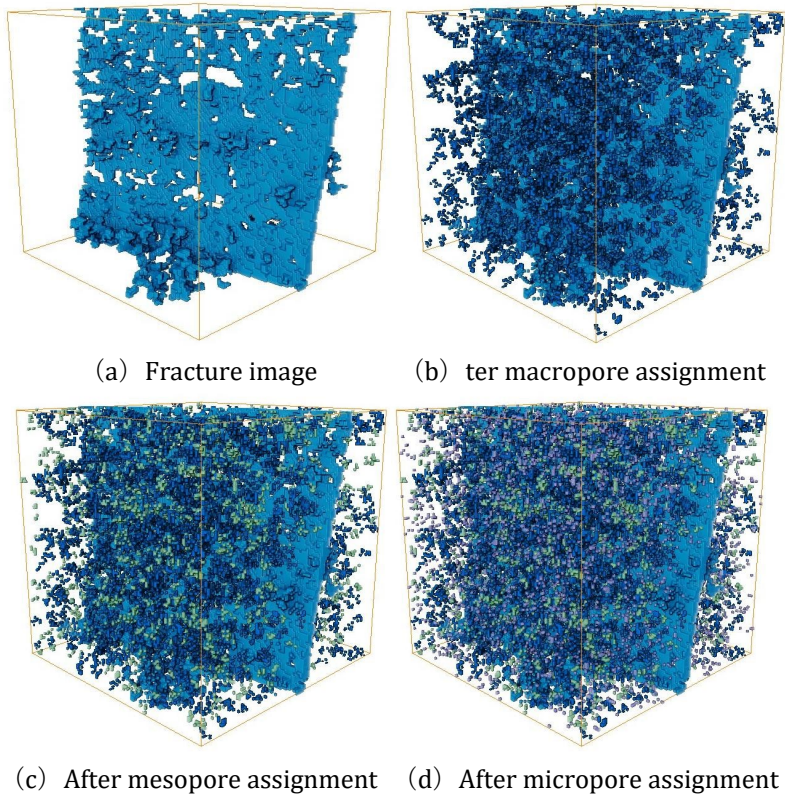 (a) Fracture image
(b) ter macropore assignment
(c) After mesopore assignment
(d) After micropore assignment